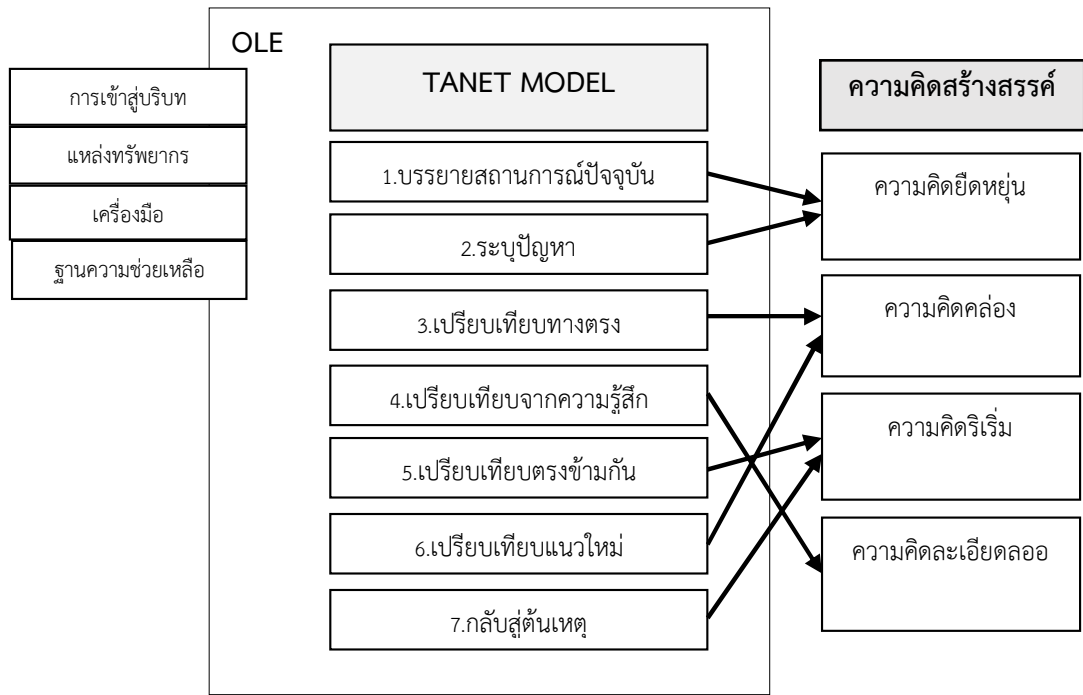 OLE
การเข้าสู่บริบท
แหล่งทรัพยากร
เครื่องมือ
ฐานความช่วยเหลือ
TANET MODEL
1.บรรยายสถานการณ์ปัจจุบัน
2.ระบุปัญหา
3.เปรียบเทียบทางตรง
4.เปรียบเทียบจากความรู้สึก
5.เปรียบเทียบตรงข้ามกัน
6.เปรียบเทียบแนวใหม่
7.กลับสู่ต้นเหตุ
ความคิดสร้างสรรค์
ความคิดยืดหยุ่น
ความคิดคล่อง
ความคิดริเริ่ม
ความคิดละเอียดลออ